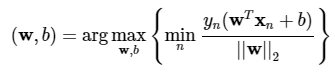 (w, b) = arg max_{w,b} { min_n y_n(w^T x_n + b) / ||w||_2 }